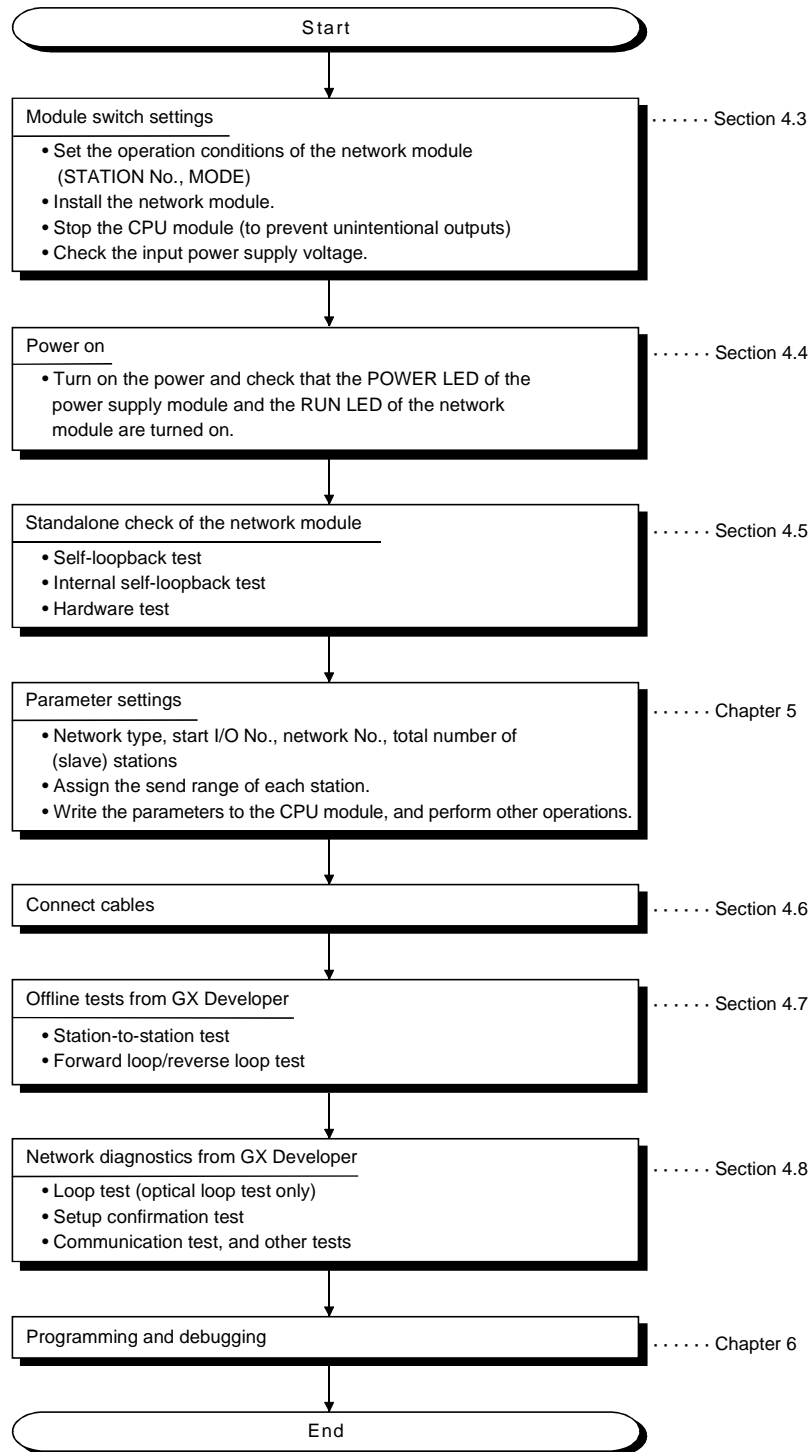 Start
Module switch settings
· · · · · · Section 4.3
• Set the operation conditions of the network module
(STATION No., MODE)
• Install the network module.
• Stop the CPU module (to prevent unintentional outputs)
• Check the input power supply voltage.
Power on
· · · · · · Section 4.4
• Turn on the power and check that the POWER LED of the
power supply module and the RUN LED of the network
module are turned on.
Standalone check of the network module
· · · · · · Section 4.5
• Self-loopback test
• Internal self-loopback test
• Hardware test
Parameter settings
· · · · · · Chapter 5
• Network type, start I/O No., network No., total number of
(slave) stations
• Assign the send range of each station.
• Write the parameters to the CPU module, and perform other operations.
Connect cables
· · · · · · Section 4.6
Offline tests from GX Developer
· · · · · · Section 4.7
• Station-to-station test
• Forward loop/reverse loop test
Network diagnostics from GX Developer
· · · · · · Section 4.8
• Loop test (optical loop test only)
• Setup confirmation test
• Communication test, and other tests
Programming and debugging
· · · · · · Chapter 6
End